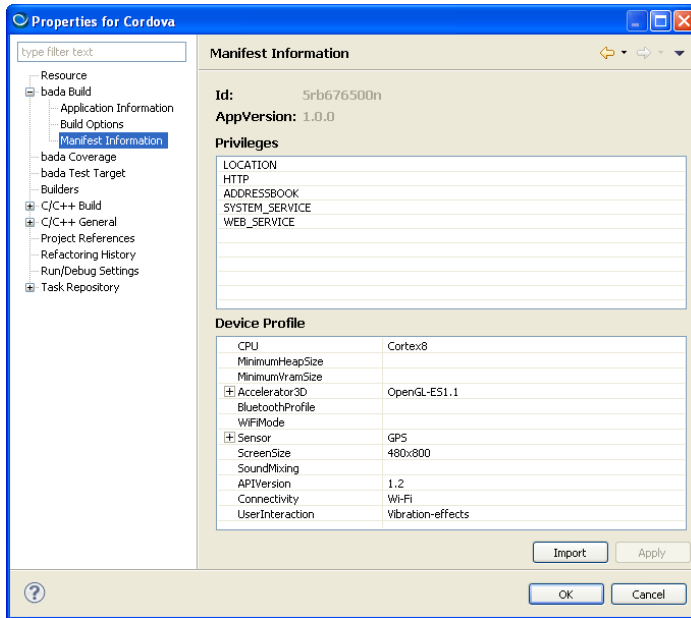 Properties for Cordova
type filter text
Resource
bada Build
Application Information
Build Options
Manifest Information
bada Coverage
bada Test Target
Builders
C/C++ Build
C/C++ General
Project References
Refactoring History
Run/Debug Settings
Task Repository
Manifest Information
Id: 5rb676500n
AppVersion: 1.0.0
Privileges
LOCATION
HTTP
ADDRESSBOOK
SYSTEM_SERVICE
WEB_SERVICE
Device Profile
CPU Cortex8
MinimumHeapSize
MinimumVramSize
Accelerator3D OpenGL-ES1.1
BluetoothProfile
WiFiMode
Sensor GPS
ScreenSize 480x800
SoundMixing
APIVersion 1.2
Connectivity Wi-Fi
UserInteraction Vibration-effects
Import Apply
? OK Cancel